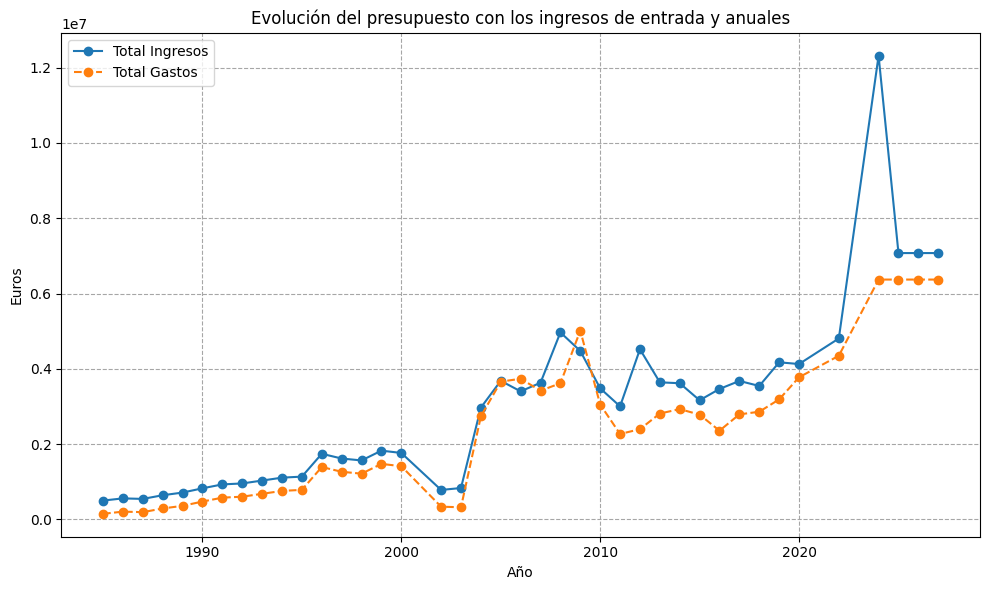 Evolución del presupuesto con los ingresos de entrada y anuales
1e7
Total Ingresos
Total Gastos
1.2
1.0
0.8
0.6
0.4
0.2
0.0
Euros
1990 2000 2010 2020
Año